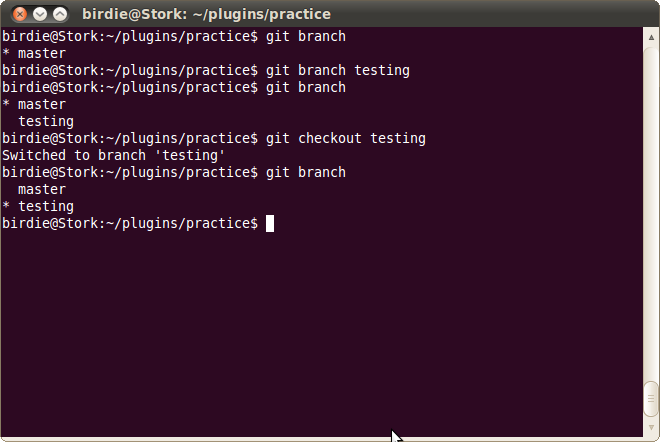 birdie@Stork: ~/plugins/practice
birdie@Stork:~/plugins/practice$ git branch
* master
birdie@Stork:~/plugins/practice$ git branch testing
birdie@Stork:~/plugins/practice$ git branch
* master
  testing
birdie@Stork:~/plugins/practice$ git checkout testing
Switched to branch 'testing'
birdie@Stork:~/plugins/practice$ git branch
  master
* testing
birdie@Stork:~/plugins/practice$